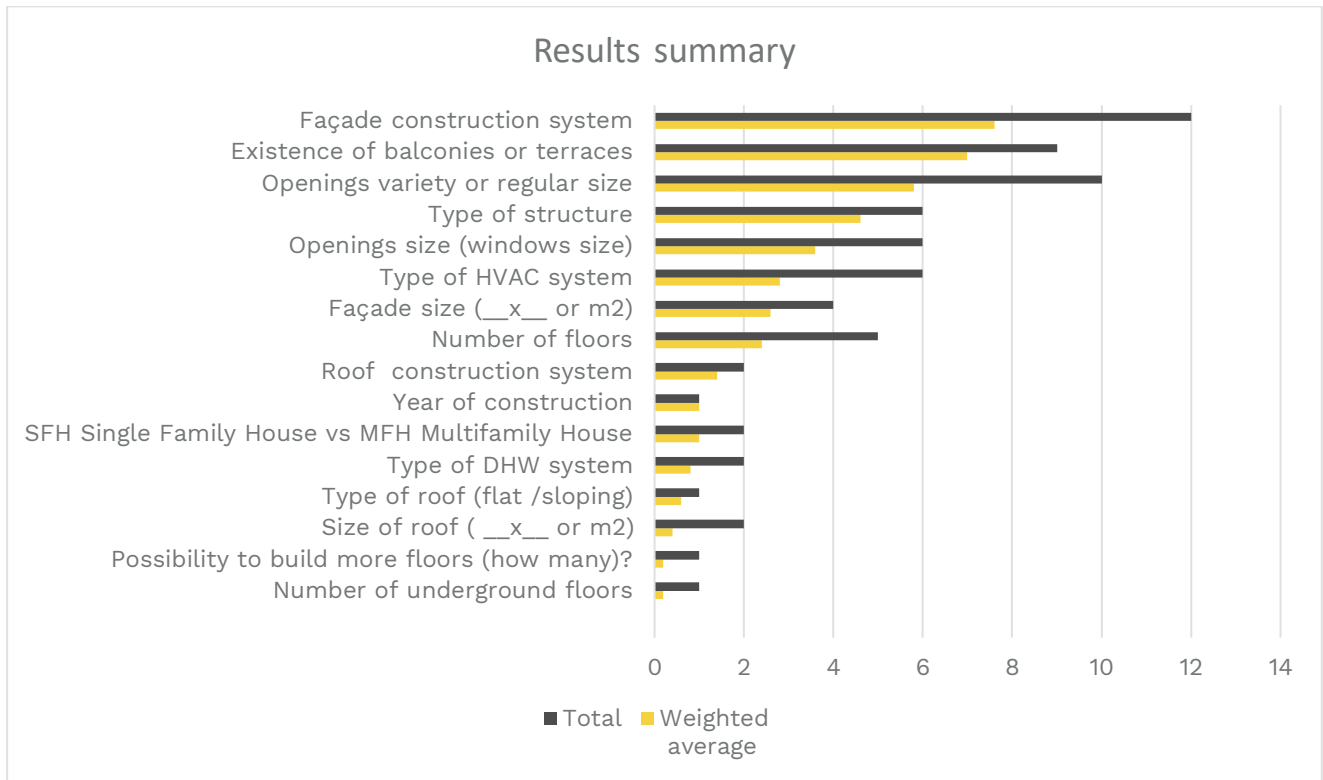 Results summary
Façade construction system
Existence of balconies or terraces
Openings variety or regular size
Type of structure
Openings size (windows size)
Type of HVAC system
Façade size (__x__ or m2)
Number of floors
Roof  construction system
Year of construction
SFH Single Family House vs MFH Multifamily House
Type of DHW system
Type of roof (flat /sloping)
Size of roof ( __x__ or m2)
Possibility to build more floors (how many)?
Number of underground floors
0 2 4 6 8 10 12 14
Total Weighted
average